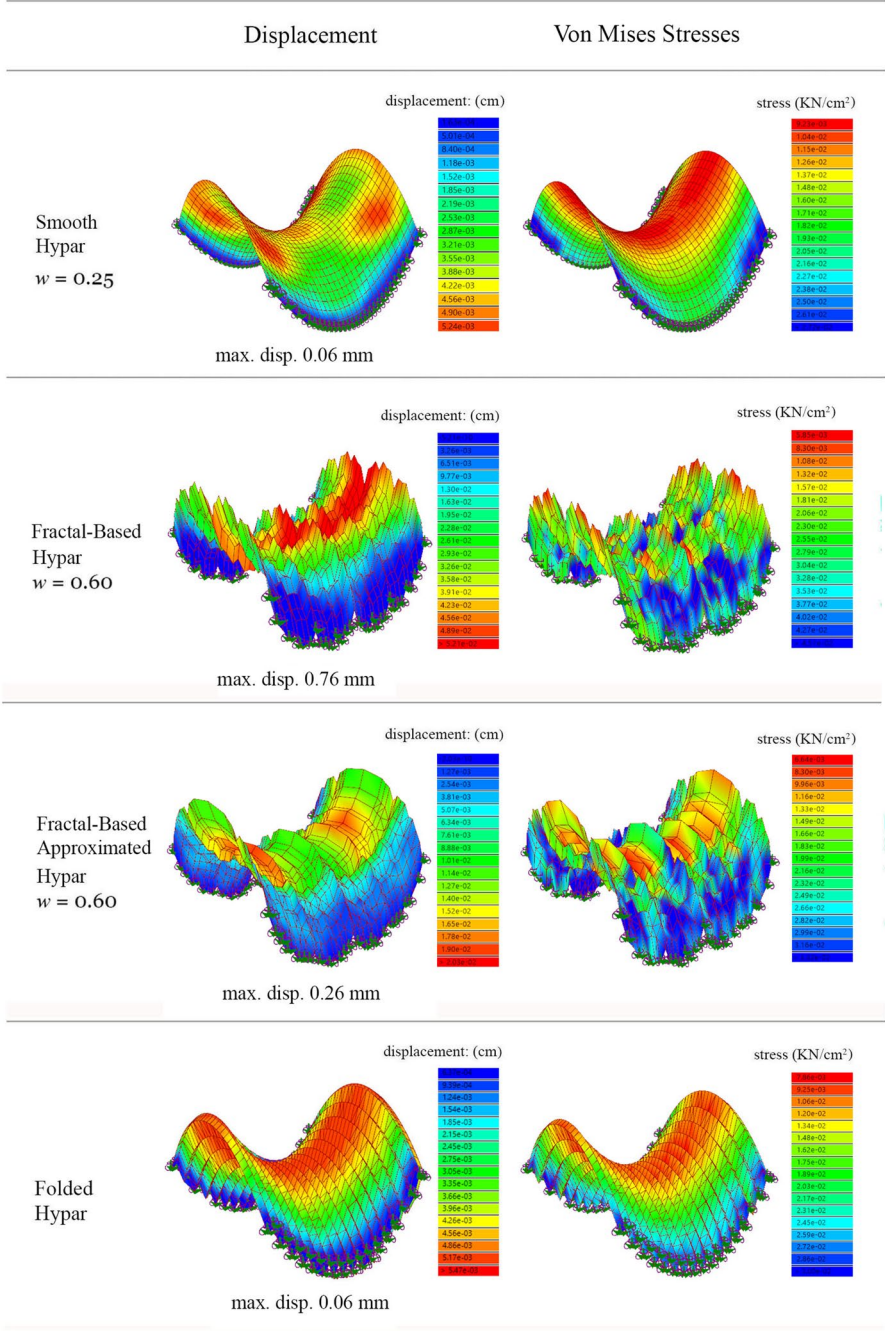 Displacement
Von Mises Stresses
displacement: (cm)
stress (KN/cm²)
5.01e-04
8.40e-04
1.18e-03
1.52e-03
1.85e-03
2.19e-03
2.53e-03
2.87e-03
3.21e-03
3.55e-03
3.88e-03
4.22e-03
4.56e-03
4.90e-03
5.24e-03
9.23e-03
1.04e-02
1.15e-02
1.26e-02
1.37e-02
1.48e-02
1.60e-02
1.71e-02
1.82e-02
1.93e-02
2.05e-02
2.16e-02
2.27e-02
2.38e-02
2.50e-02
2.61e-02
Smooth
Hypar
w = 0.25
max. disp. 0.06 mm
displacement: (cm)
stress (KN/cm²)
3.26e-03
6.51e-03
9.77e-03
1.30e-02
1.63e-02
1.95e-02
2.28e-02
2.61e-02
2.93e-02
3.26e-02
3.58e-02
3.91e-02
4.23e-02
4.56e-02
4.89e-02
> 5.21e-02
5.85e-03
8.30e-03
1.08e-02
1.32e-02
1.57e-02
1.81e-02
2.06e-02
2.30e-02
2.55e-02
2.79e-02
3.04e-02
3.28e-02
3.53e-02
3.77e-02
4.02e-02
4.27e-02
Fractal-Based
Hypar
w = 0.60
max. disp. 0.76 mm
displacement: (cm)
stress (KN/cm²)
1.27e-03
2.54e-03
3.81e-03
5.07e-03
6.34e-03
7.61e-03
8.88e-03
1.01e-02
1.14e-02
1.27e-02
1.40e-02
1.52e-02
1.65e-02
1.78e-02
1.90e-02
> 2.03e-02
6.64e-03
8.30e-03
9.96e-03
1.16e-02
1.33e-02
1.49e-02
1.66e-02
1.83e-02
1.99e-02
2.16e-02
2.32e-02
2.49e-02
2.66e-02
2.82e-02
2.99e-02
3.16e-02
Fractal-Based
Approximated
Hypar
w = 0.60
max. disp. 0.26 mm
displacement: (cm)
stress (KN/cm²)
9.39e-04
1.24e-03
1.54e-03
1.85e-03
2.15e-03
2.45e-03
2.75e-03
3.05e-03
3.35e-03
3.66e-03
3.96e-03
4.26e-03
4.56e-03
4.86e-03
5.17e-03
> 5.47e-03
7.86e-03
9.25e-03
1.06e-02
1.20e-02
1.34e-02
1.48e-02
1.62e-02
1.75e-02
1.89e-02
2.03e-02
2.17e-02
2.31e-02
2.45e-02
2.59e-02
2.72e-02
2.86e-02
Folded
Hypar
max. disp. 0.06 mm